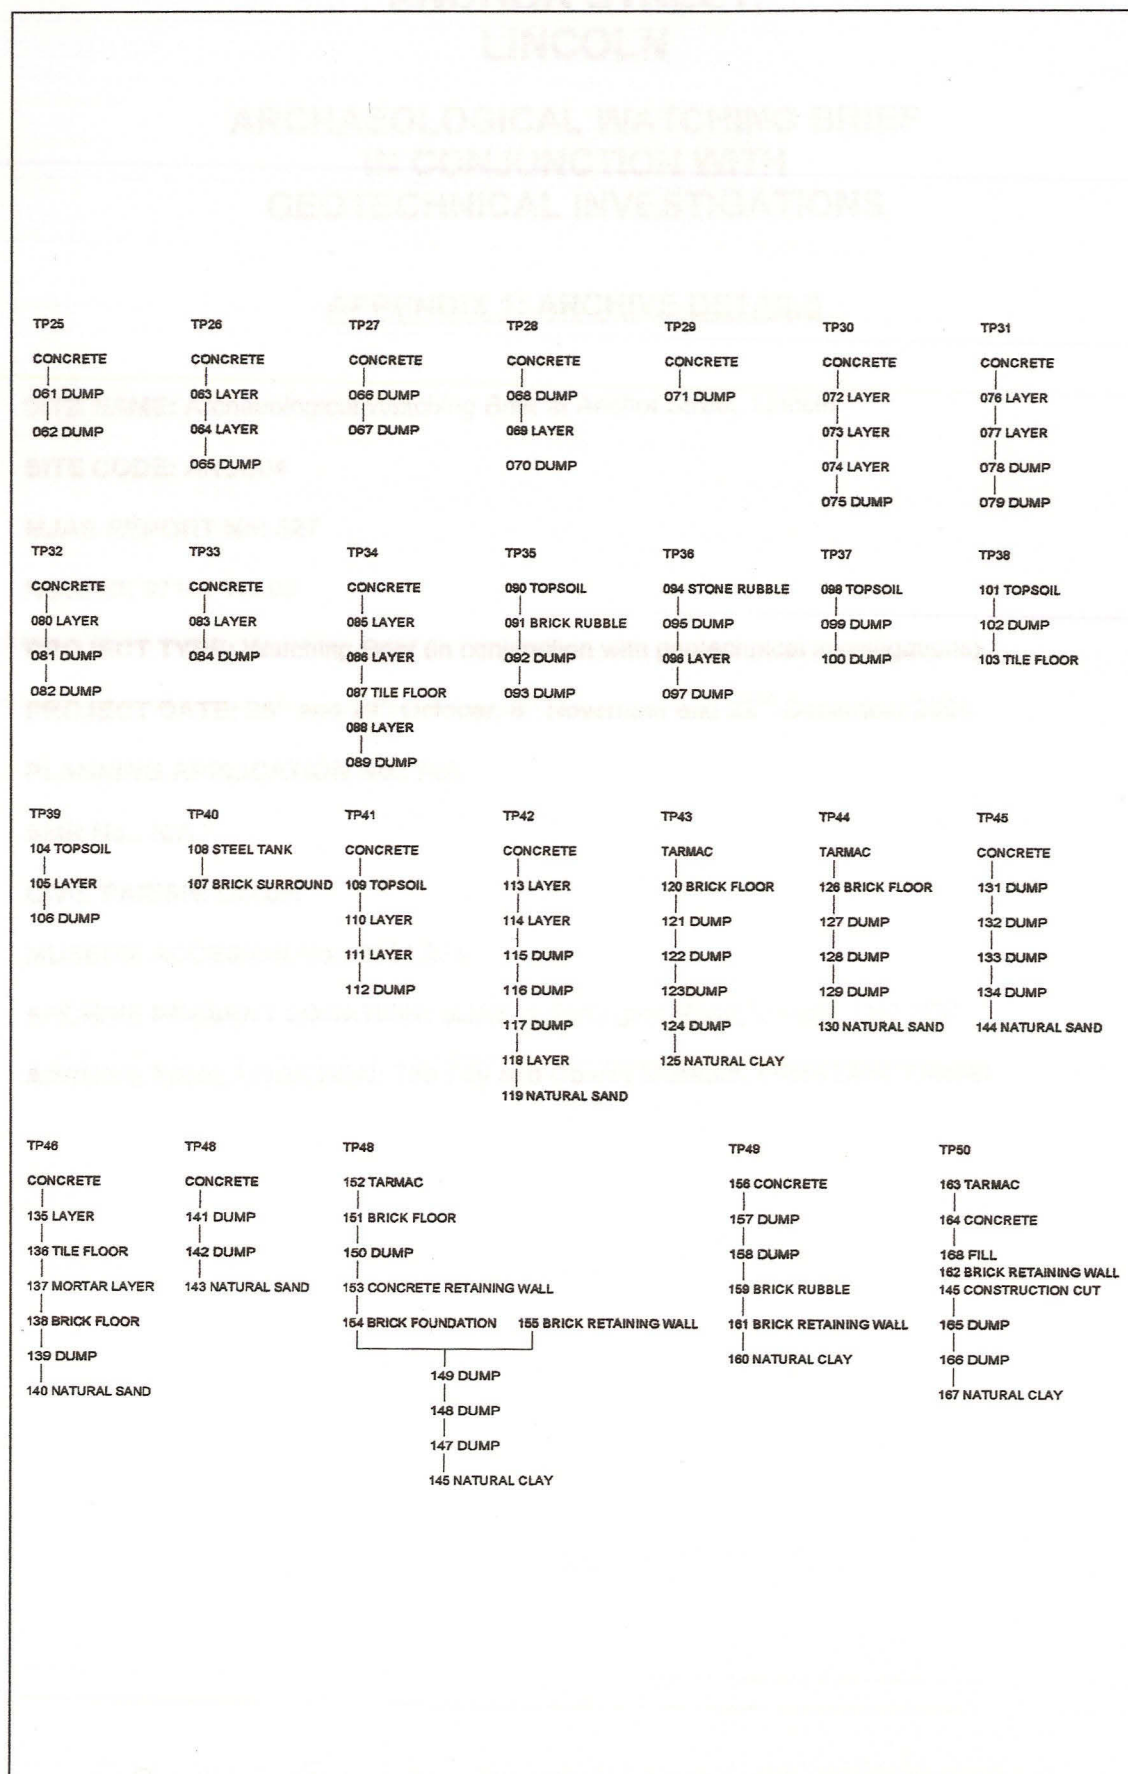 LINCOLN
ARCHAEOLOGICAL WATCHING BRIEF
IN CONJUNCTION WITH
GEOTECHNICAL INVESTIGATIONS
APPENDIX 1: ARCHIVE DETAILS
TP25 TP26 TP27 TP28 TP29 TP30 TP31
CONCRETE CONCRETE CONCRETE CONCRETE CONCRETE CONCRETE CONCRETE
061 DUMP 063 LAYER 066 DUMP 068 DUMP 071 DUMP 072 LAYER 076 LAYER
062 DUMP 064 LAYER 067 DUMP 069 LAYER 073 LAYER 077 LAYER
065 DUMP 070 DUMP 074 LAYER 078 DUMP
075 DUMP 079 DUMP
TP32 TP33 TP34 TP35 TP36 TP37 TP38
CONCRETE CONCRETE CONCRETE 090 TOPSOIL 094 STONE RUBBLE 098 TOPSOIL 101 TOPSOIL
080 LAYER 083 LAYER 085 LAYER 091 BRICK RUBBLE 095 DUMP 099 DUMP 102 DUMP
081 DUMP 084 DUMP 086 LAYER 092 DUMP 096 LAYER 100 DUMP 103 TILE FLOOR
082 DUMP 087 TILE FLOOR 093 DUMP 097 DUMP
088 LAYER
089 DUMP
TP39 TP40 TP41 TP42 TP43 TP44 TP45
104 TOPSOIL 108 STEEL TANK CONCRETE CONCRETE TARMAC TARMAC CONCRETE
105 LAYER 107 BRICK SURROUND 109 TOPSOIL 113 LAYER 120 BRICK FLOOR 126 BRICK FLOOR 131 DUMP
106 DUMP 110 LAYER 114 LAYER 121 DUMP 127 DUMP 132 DUMP
111 LAYER 115 DUMP 122 DUMP 128 DUMP 133 DUMP
112 DUMP 116 DUMP 123DUMP 129 DUMP 134 DUMP
117 DUMP 124 DUMP 130 NATURAL SAND 144 NATURAL SAND
118 LAYER 125 NATURAL CLAY
119 NATURAL SAND
TP46 TP48 TP48 TP49 TP50
CONCRETE CONCRETE 152 TARMAC 156 CONCRETE 163 TARMAC
135 LAYER 141 DUMP 151 BRICK FLOOR 157 DUMP 164 CONCRETE
136 TILE FLOOR 142 DUMP 150 DUMP 158 DUMP 168 FILL
162 BRICK RETAINING WALL
137 MORTAR LAYER 143 NATURAL SAND 153 CONCRETE RETAINING WALL 159 BRICK RUBBLE 145 CONSTRUCTION CUT
138 BRICK FLOOR 154 BRICK FOUNDATION 155 BRICK RETAINING WALL 161 BRICK RETAINING WALL 165 DUMP
139 DUMP 160 NATURAL CLAY 166 DUMP
149 DUMP
140 NATURAL SAND 167 NATURAL CLAY
148 DUMP
147 DUMP
145 NATURAL CLAY